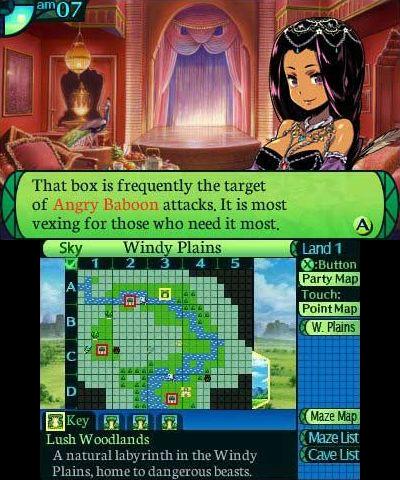 am07
That box is frequently the target
of Angry Baboon attacks. It is most
vexing for those who need it most.
A
Sky Windy Plains Land 1
1 2 3 4 5
A
B
C
D
X:Button
Party Map
Touch:
Point Map
W. Plains
Maze Map
Maze List
Cave List
Key
Lush Woodlands
A natural labyrinth in the Windy
Plains, home to dangerous beasts.